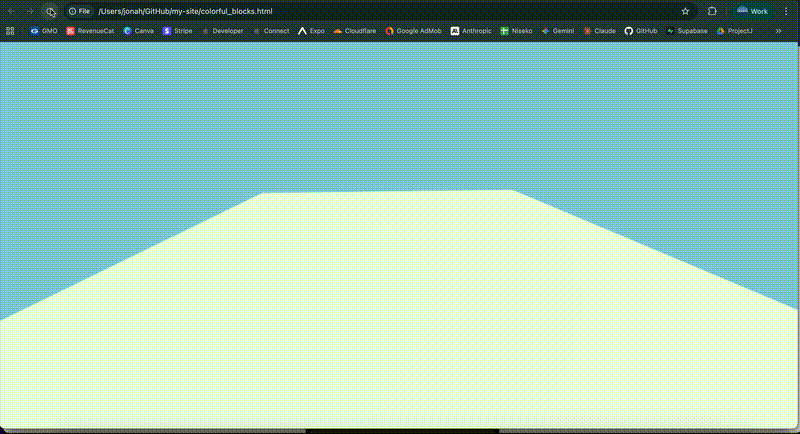 File /Users/jonah/GitHub/my-site/colorful_blocks.html Work
GMO RevenueCat Canva Stripe Developer Connect Expo Cloudflare Google AdMob Anthropic Niseko Gemini Claude GitHub Supabase ProjectJ